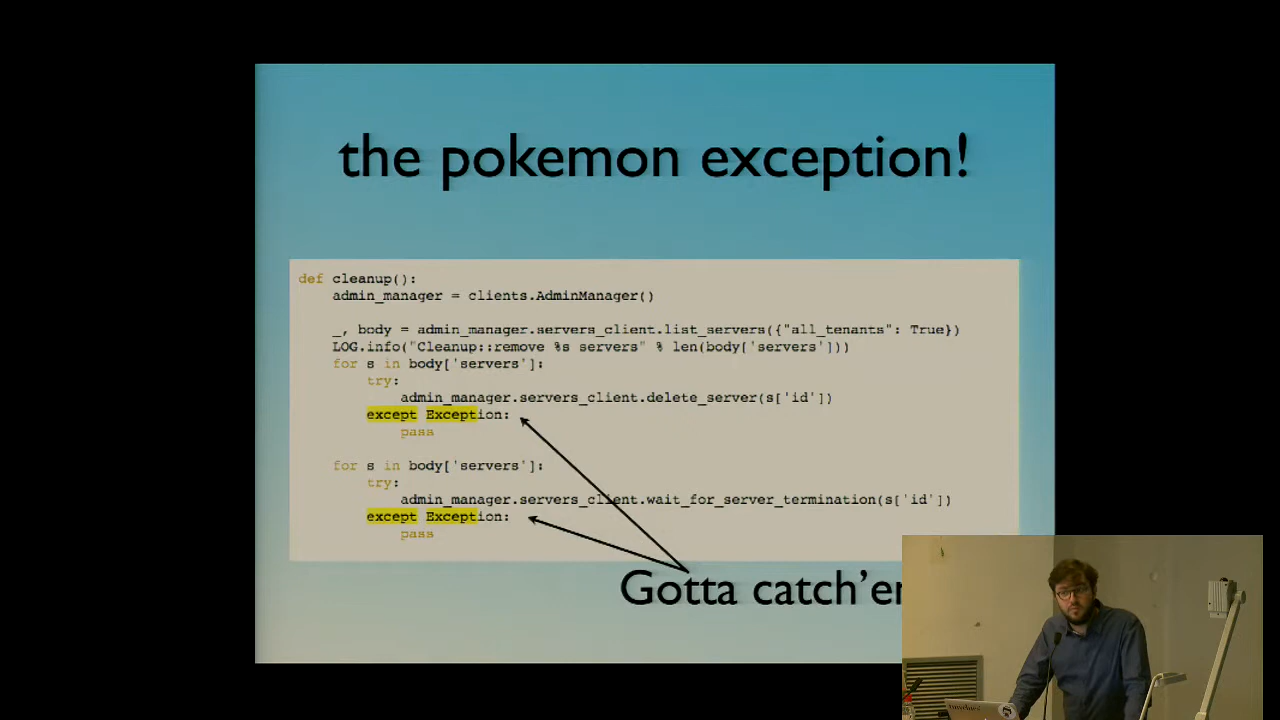 the pokemon exception!
def cleanup():
admin_manager = clients.AdminManager()
_, body = admin_manager.servers_client.list_servers({"all_tenants": True})
LOG.info("Cleanup::remove %s servers" % len(body['servers']))
for s in body['servers']:
try:
admin_manager.servers_client.delete_server(s['id'])
except Exception:
pass
for s in body['servers']:
try:
admin_manager.servers_client.wait_for_server_termination(s['id'])
except Exception:
pass
Gotta catch'e